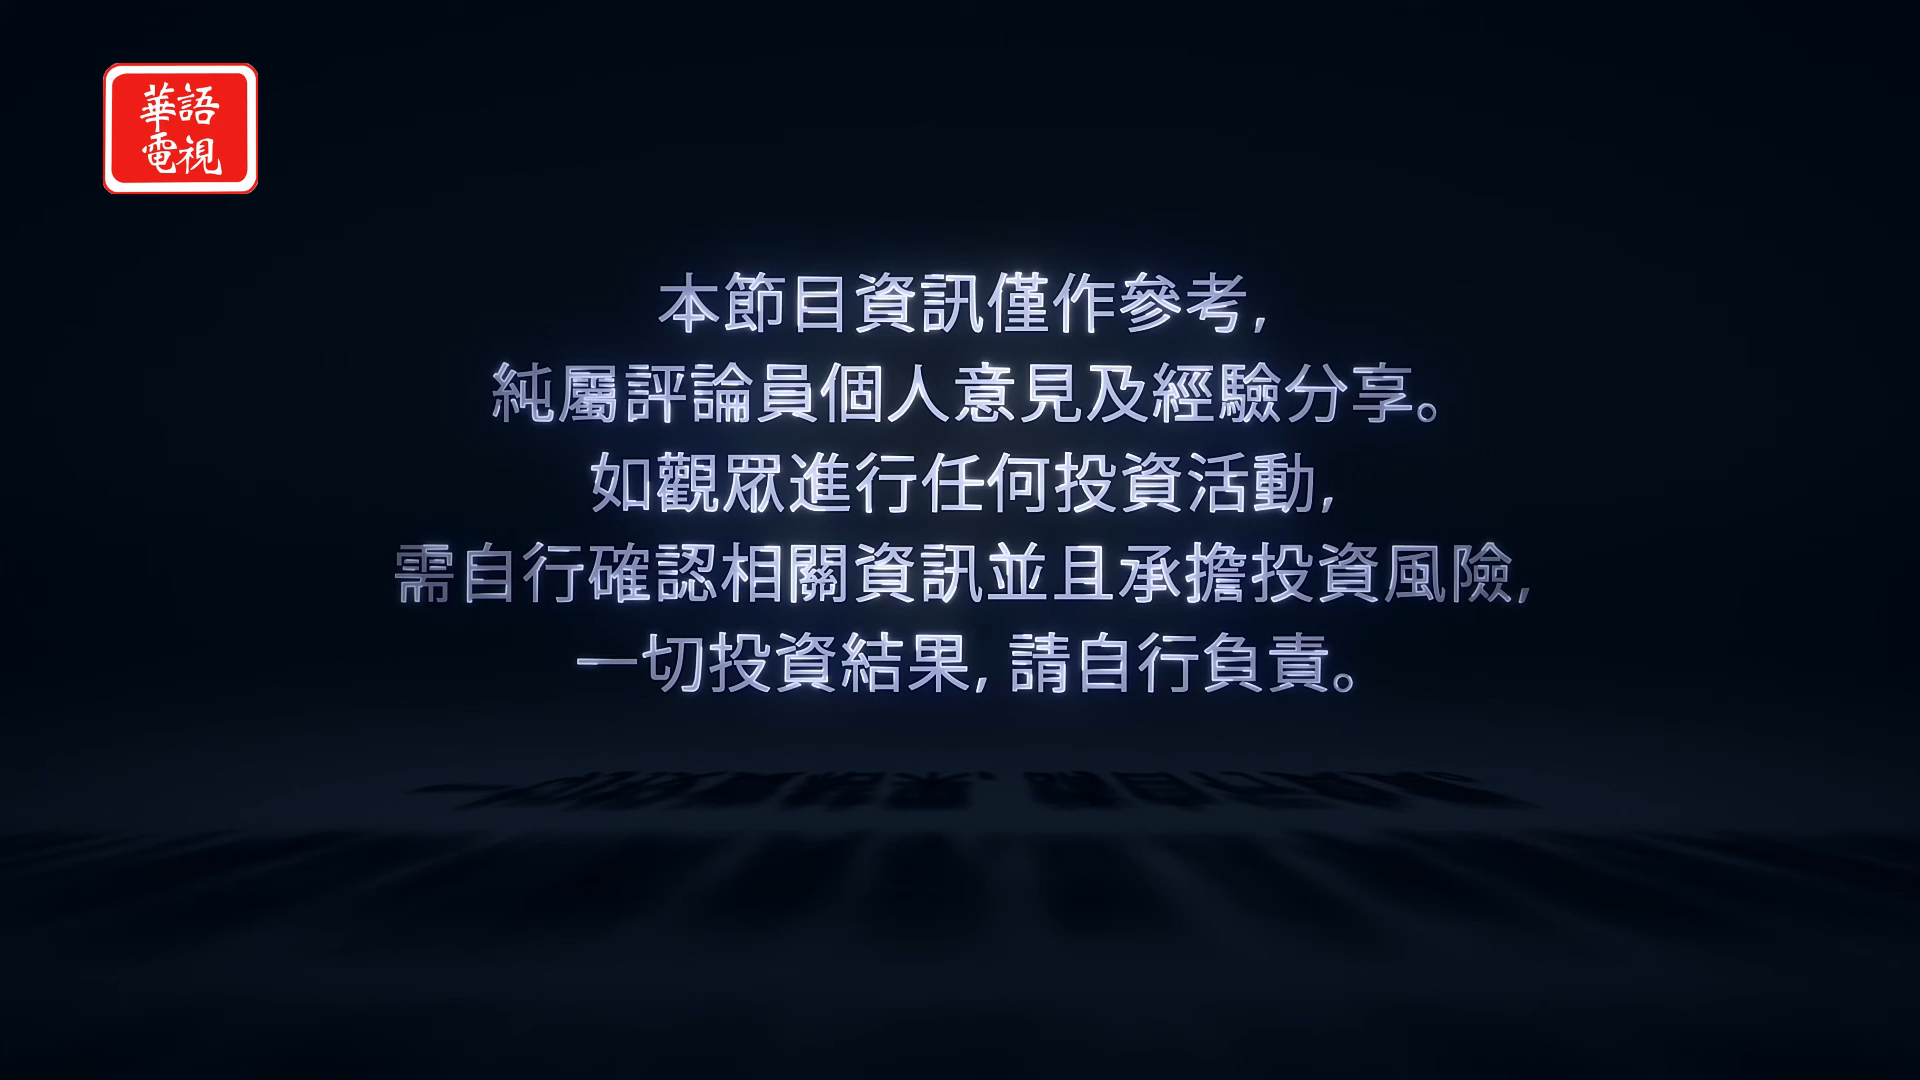 華語
電視
本節目資訊僅作參考,
純屬評論員個人意見及經驗分享。
如觀眾進行任何投資活動,
需自行確認相關資訊並且承擔投資風險,
一切投資結果, 請自行負責。